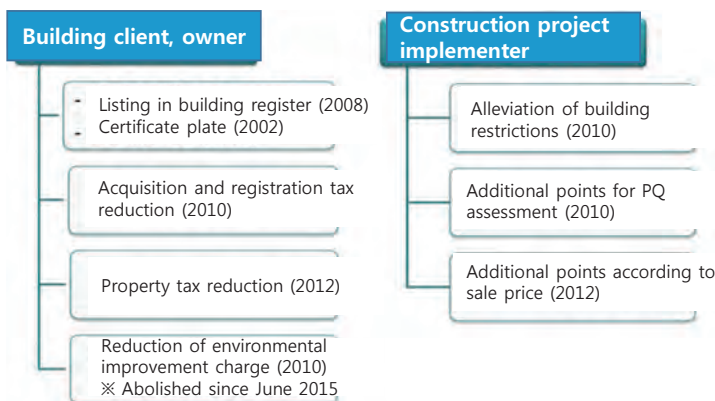 Building client, owner
- Listing in building register (2008)
- Certificate plate (2002)
Acquisition and registration tax
reduction (2010)
Property tax reduction (2012)
Reduction of environmental
improvement charge (2010)
※ Abolished since June 2015
Construction project
implementer
Alleviation of building
restrictions (2010)
Additional points for PQ
assessment (2010)
Additional points according to
sale price (2012)